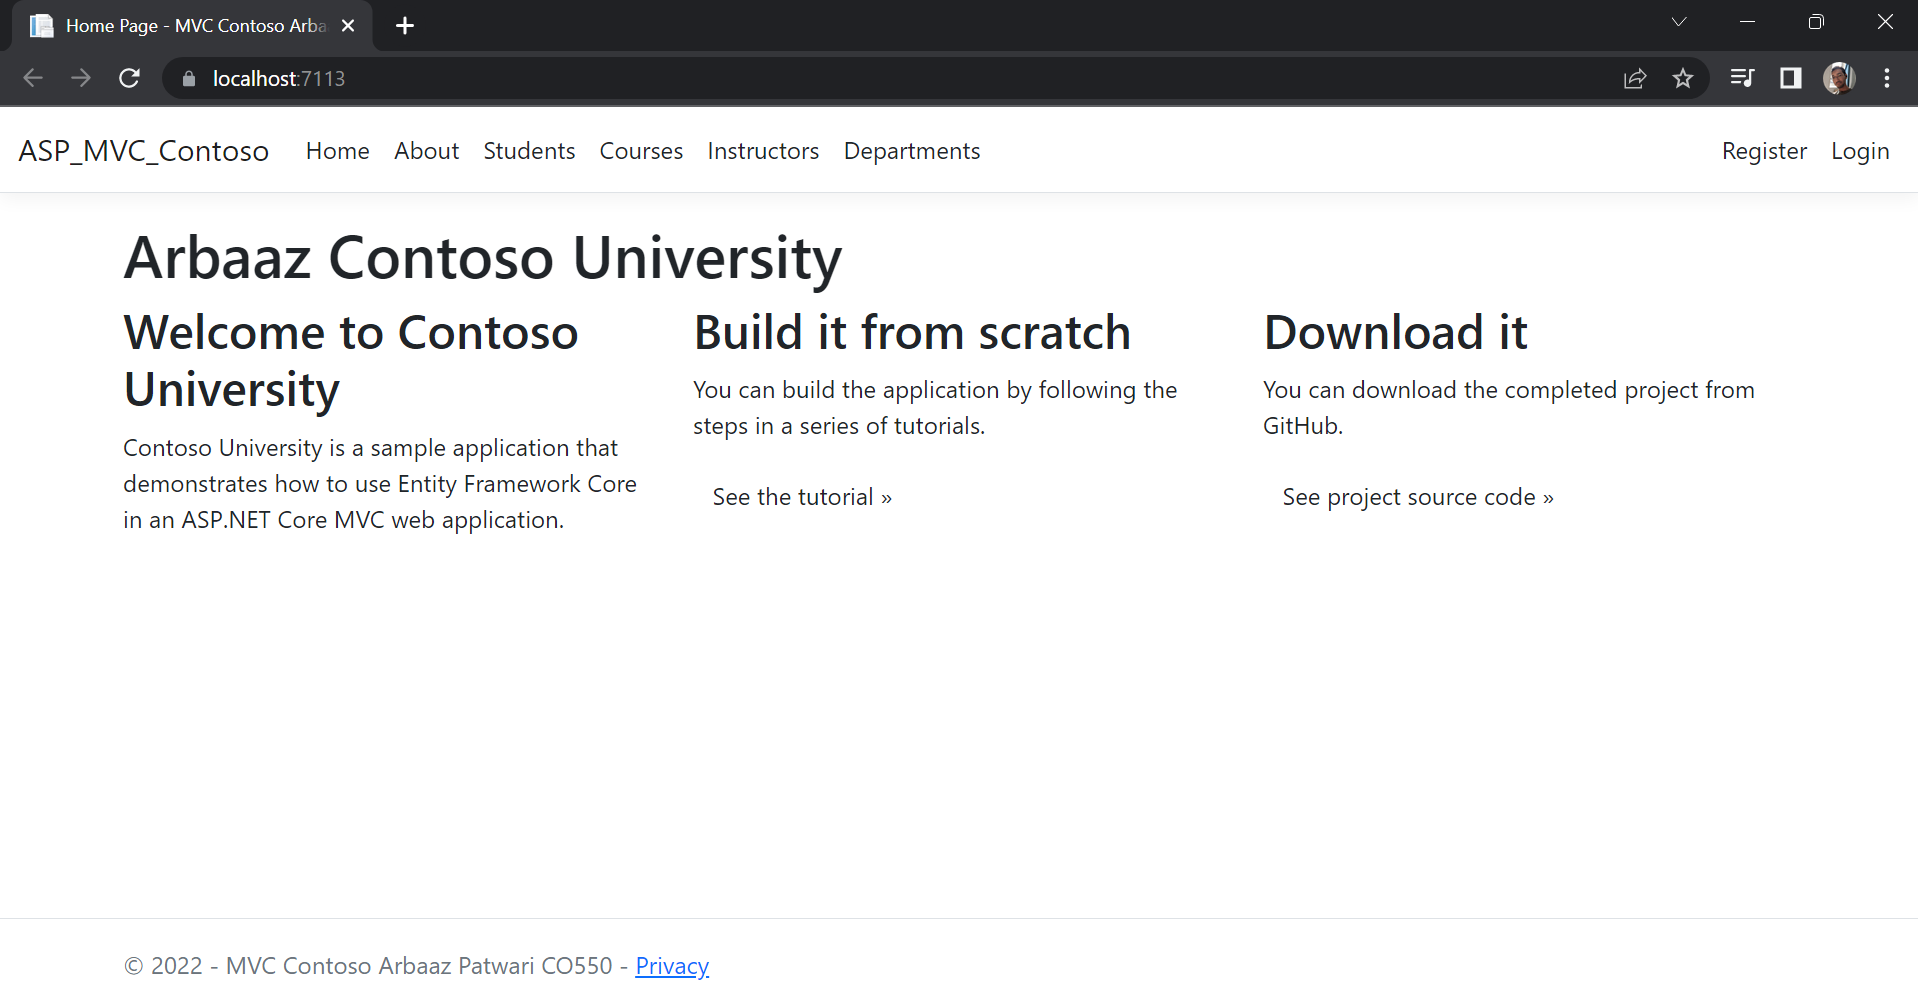 Home Page - MVC Contoso Arba
localhost:7113
ASP_MVC_Contoso Home About Students Courses Instructors Departments Register Login
Arbaaz Contoso University
Welcome to Contoso
University
Contoso University is a sample application that
demonstrates how to use Entity Framework Core
in an ASP.NET Core MVC web application.
Build it from scratch
You can build the application by following the
steps in a series of tutorials.
See the tutorial »
Download it
You can download the completed project from
GitHub.
See project source code »
© 2022 - MVC Contoso Arbaaz Patwari CO550 - Privacy